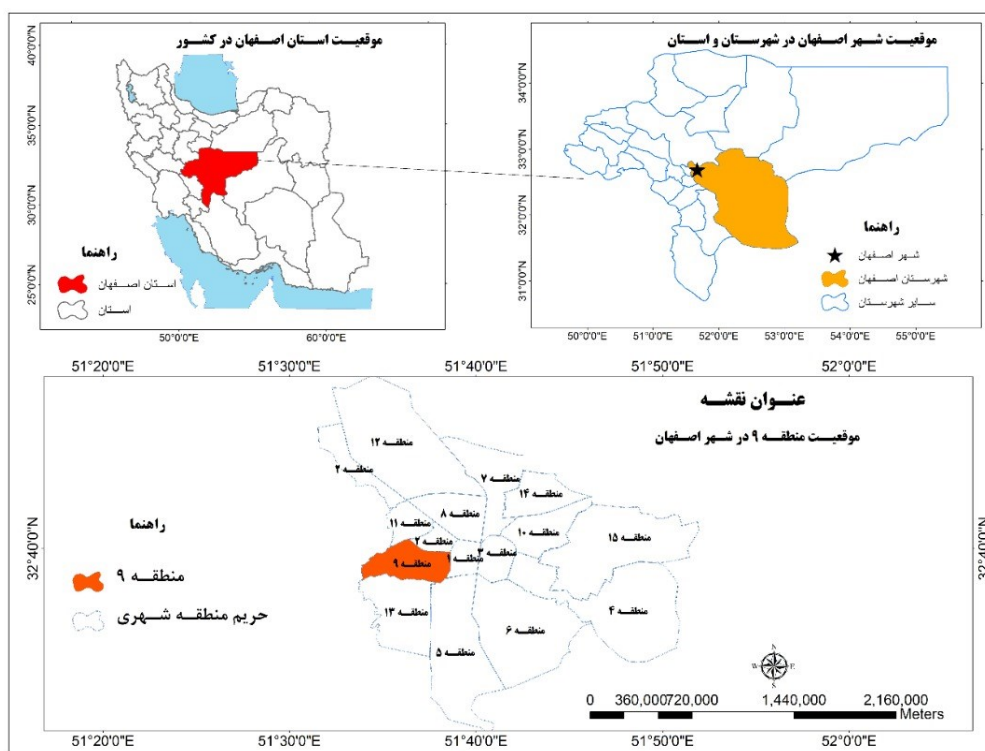 موقعیت استان اصفهان در کشور
40°0'0"N
35°0'0"N
30°0'0"N
25°0'0"N
50°0'0"E
60°0'0"E
راهنما
استان اصفهان
استان
موقعیت شهر اصفهان در شهرستان و استان
34°0'0"N
33°0'0"N
32°0'0"N
31°0'0"N
50°0'0"E
51°0'0"E
52°0'0"E
53°0'0"E
54°0'0"E
55°0'0"E
راهنما
شهر اصفهان
شهرستان اصفهان
سایر شهرستان
51°20'0"E
51°30'0"E
51°40'0"E
51°50'0"E
52°0'0"E
عنوان نقشه
موقعیت منطقه ۹ در شهر اصفهان
منطقه ۱۲
منطقه ۲
منطقه ۷
منطقه ۱۴
منطقه ۸
منطقه ۱۱
منطقه ۱۰
منطقه ۱۵
منطقه ۲
منطقه ۱
منطقه ۳
منطقه ۹
منطقه ۴
منطقه ۱۳
منطقه ۶
منطقه ۵
راهنما
منطقه ۹
حریم منطقه شهری
32°40'0"N
32°40'0"N
N
S
0
360,000
720,000
1,440,000
2,160,000
Meters
51°20'0"E
51°30'0"E
51°40'0"E
51°50'0"E
52°0'0"E